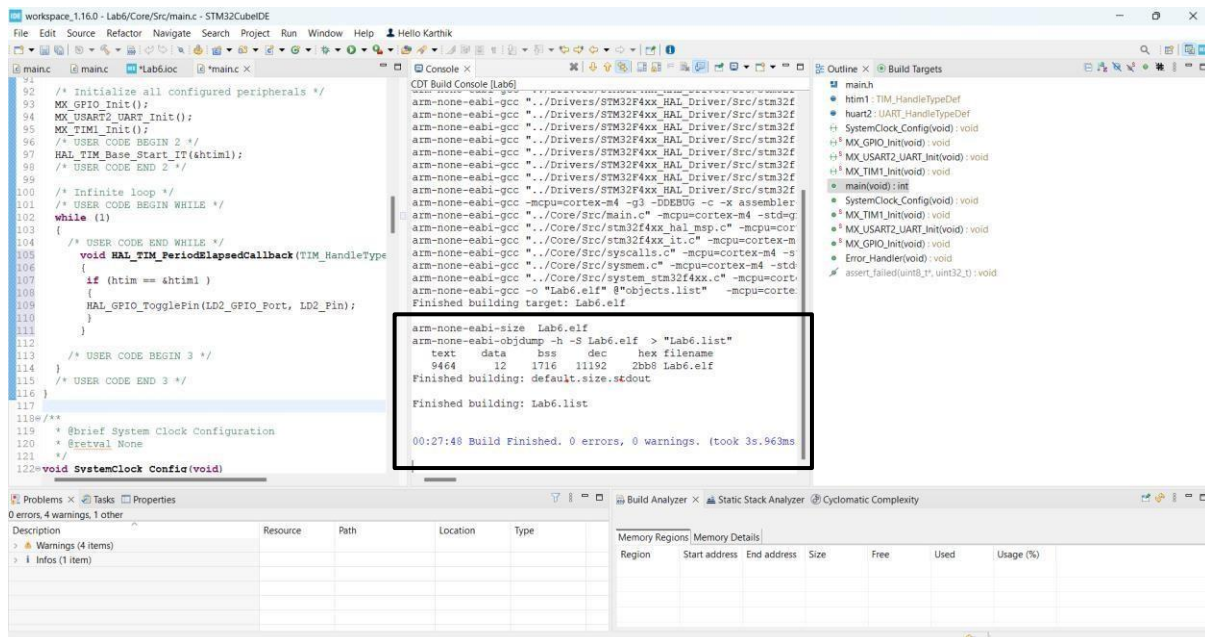 workspace_1.16.0 - Lab6/Core/Src/main.c - STM32CubeIDE
File Edit Source Refactor Navigate Search Project Run Window Help Hello Karthik
main.c main.c *Lab6.ioc *main.c
91
92 /* Initialize all configured peripherals */
93 MX_GPIO_Init();
94 MX_USART2_UART_Init();
95 MX_TIM1_Init();
96 /* USER CODE BEGIN 2 */
97 HAL_TIM_Base_Start_IT(&htim1);
98 /* USER CODE END 2 */
99
100 /* Infinite loop */
101 /* USER CODE BEGIN WHILE */
102 while (1)
103 {
104 /* USER CODE END WHILE */
105 void HAL_TIM_PeriodElapsedCallback(TIM_HandleType
106 {
107 if (htim == &htim1 )
108 {
109 HAL_GPIO_TogglePin(LD2_GPIO_Port, LD2_Pin);
110 }
111 }
112
113 /* USER CODE BEGIN 3 */
114 }
115 /* USER CODE END 3 */
116 }
117
118 /**
119 * @brief System Clock Configuration
120 * @retval None
121 */
122 void SystemClock_Config(void)
Console
CDT Build Console [Lab6]
arm-none-eabi-gcc "../Drivers/STM32F4xx_HAL_Driver/Src/stm32f
arm-none-eabi-gcc "../Drivers/STM32F4xx_HAL_Driver/Src/stm32f
arm-none-eabi-gcc "../Drivers/STM32F4xx_HAL_Driver/Src/stm32f
arm-none-eabi-gcc "../Drivers/STM32F4xx_HAL_Driver/Src/stm32f
arm-none-eabi-gcc "../Drivers/STM32F4xx_HAL_Driver/Src/stm32f
arm-none-eabi-gcc "../Drivers/STM32F4xx_HAL_Driver/Src/stm32f
arm-none-eabi-gcc "../Drivers/STM32F4xx_HAL_Driver/Src/stm32f
arm-none-eabi-gcc "../Drivers/STM32F4xx_HAL_Driver/Src/stm32f
arm-none-eabi-gcc "../Drivers/STM32F4xx_HAL_Driver/Src/stm32f
arm-none-eabi-gcc -mcpu=cortex-m4 -g3 -DDEBUG -c -x assembler
arm-none-eabi-gcc "../Core/Src/main.c" -mcpu=cortex-m4 -std=g
arm-none-eabi-gcc "../Core/Src/stm32f4xx_hal_msp.c" -mcpu=cor
arm-none-eabi-gcc "../Core/Src/stm32f4xx_it.c" -mcpu=cortex-m
arm-none-eabi-gcc "../Core/Src/syscalls.c" -mcpu=cortex-m4 -s
arm-none-eabi-gcc "../Core/Src/sysmem.c" -mcpu=cortex-m4 -std
arm-none-eabi-gcc "../Core/Src/system_stm32f4xx.c" -mcpu=cort
arm-none-eabi-gcc -o "Lab6.elf" @"objects.list" -mcpu=corte
Finished building target: Lab6.elf
arm-none-eabi-size Lab6.elf
arm-none-eabi-objdump -h -S Lab6.elf > "Lab6.list"
text data bss dec hex filename
9464 12 1716 11192 2bb8 Lab6.elf
Finished building: default.size.stdout
Finished building: Lab6.list
00:27:48 Build Finished. 0 errors, 0 warnings. (took 3s.963ms
Outline Build Targets
main.h
htim1 : TIM_HandleTypeDef
huart2 : UART_HandleTypeDef
SystemClock_Config(void) : void
MX_GPIO_Init(void) : void
MX_USART2_UART_Init(void) : void
MX_TIM1_Init(void) : void
main(void) : int
SystemClock_Config(void) : void
MX_TIM1_Init(void) : void
MX_USART2_UART_Init(void) : void
MX_GPIO_Init(void) : void
Error_Handler(void) : void
assert_failed(uint8_t*, uint32_t) : void
Problems Tasks Properties
0 errors, 4 warnings, 1 other
Description Resource Path Location Type
Warnings (4 items)
Infos (1 item)
Build Analyzer Static Stack Analyzer Cyclomatic Complexity
Memory Regions Memory Details
Region Start address End address Size Free Used Usage (%)